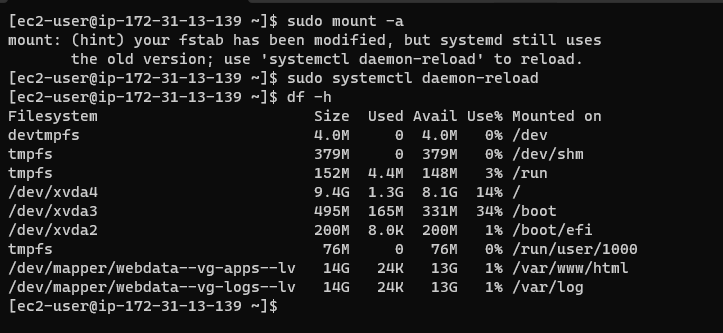 [ec2-user@ip-172-31-13-139 ~]$ sudo mount -a
mount: (hint) your fstab has been modified, but systemd still uses
       the old version; use 'systemctl daemon-reload' to reload.
[ec2-user@ip-172-31-13-139 ~]$ sudo systemctl daemon-reload
[ec2-user@ip-172-31-13-139 ~]$ df -h
Filesystem                       Size  Used Avail Use% Mounted on
devtmpfs                         4.0M     0  4.0M   0% /dev
tmpfs                            379M     0  379M   0% /dev/shm
tmpfs                            152M  4.4M  148M   3% /run
/dev/xvda4                       9.4G  1.3G  8.1G  14% /
/dev/xvda3                       495M  165M  331M  34% /boot
/dev/xvda2                       200M  8.0K  200M   1% /boot/efi
tmpfs                             76M     0   76M   0% /run/user/1000
/dev/mapper/webdata--vg-apps--lv  14G   24K   13G   1% /var/www/html
/dev/mapper/webdata--vg-logs--lv  14G   24K   13G   1% /var/log
[ec2-user@ip-172-31-13-139 ~]$